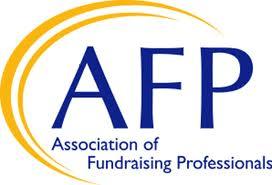 AFP
Association of
Fundraising Professionals